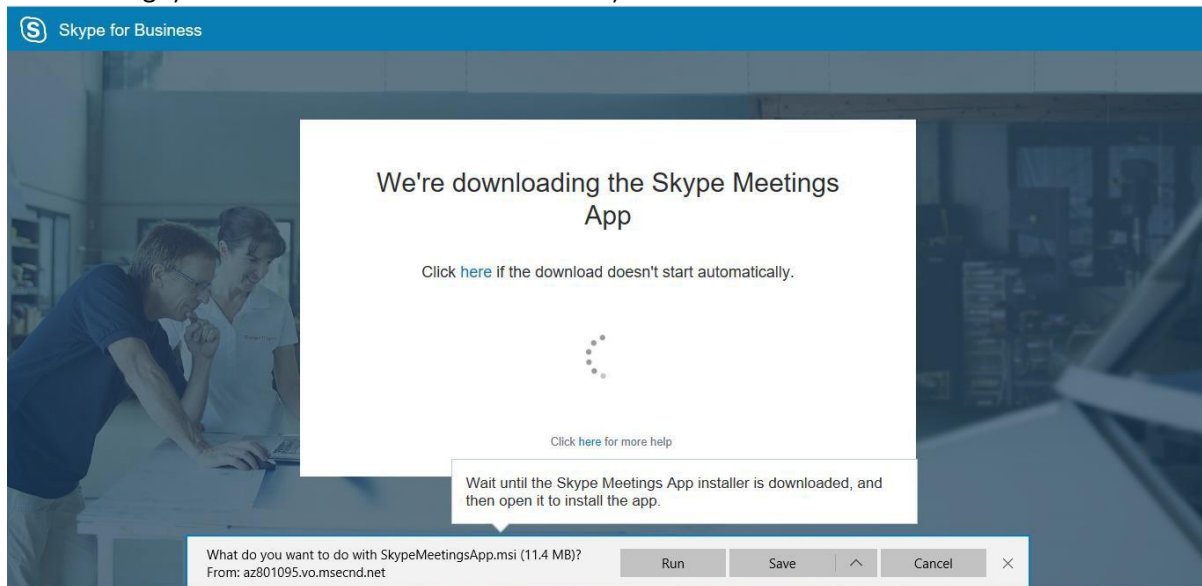 Skype for Business
We're downloading the Skype Meetings
App
Click here if the download doesn't start automatically.
Click here for more help
Wait until the Skype Meetings App installer is downloaded, and
then open it to install the app.
What do you want to do with SkypeMeetingsApp.msi (11.4 MB)?
From: az801095.vo.msecnd.net
Run
Save
Cancel